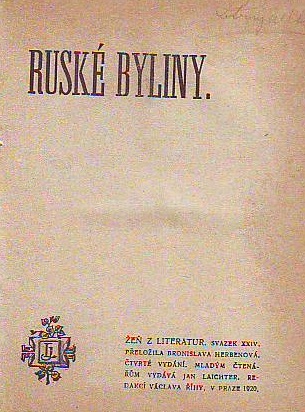 RUSKÉ BYLINY.
ŽEŇ Z LITERATUR, SVAZEK XXIV.
PŘELOŽILA BRONISLAVA HERBENOVÁ.
ČTVRTÉ VYDÁNÍ. MLADÝM ČTENÁ-
ŘŮM VYDÁVÁ JAN LAICHTER, RE-
DAKCÍ VÁCLAVA ŘÍHY, V PRAZE 1920.